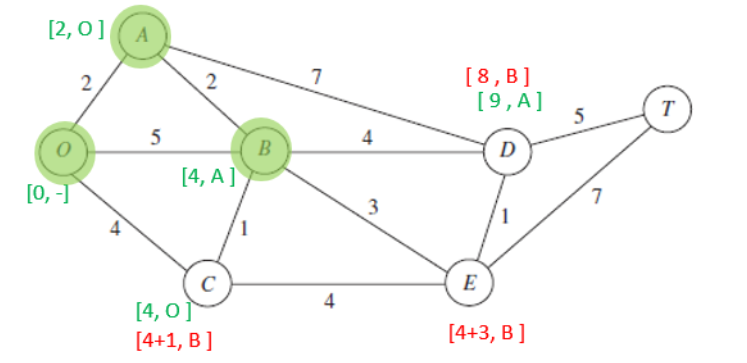 [2, O ]
A
2
2
7
[ 8 , B ]
[ 9 , A ]
T
5
O
5
B
4
D
[4, A ]
[0, -]
4
1
3
1
7
C
4
E
[4, O ]
[4+1, B ]
[4+3, B ]